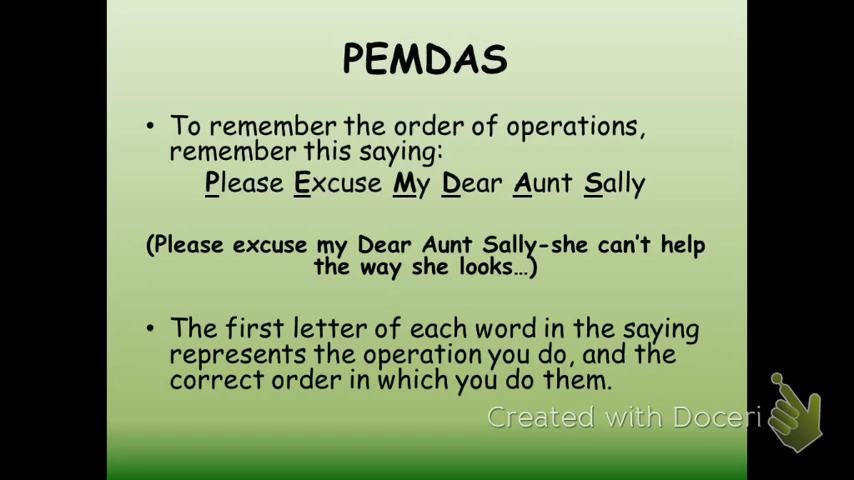 PEMDAS
• To remember the order of operations,
remember this saying:
Please Excuse My Dear Aunt Sally
(Please excuse my Dear Aunt Sally-she can't help
the way she looks...)
• The first letter of each word in the saying
represents the operation you do, and the
correct order in which you do them.
Created with Doceri